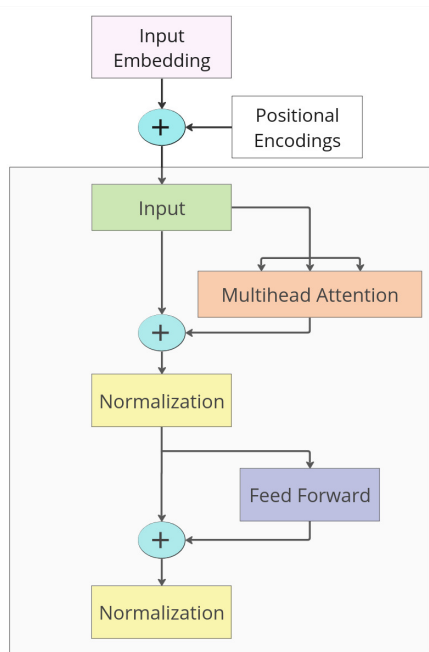 Input
Embedding
+
Positional
Encodings
Input
Multihead Attention
+
Normalization
Feed Forward
+
Normalization